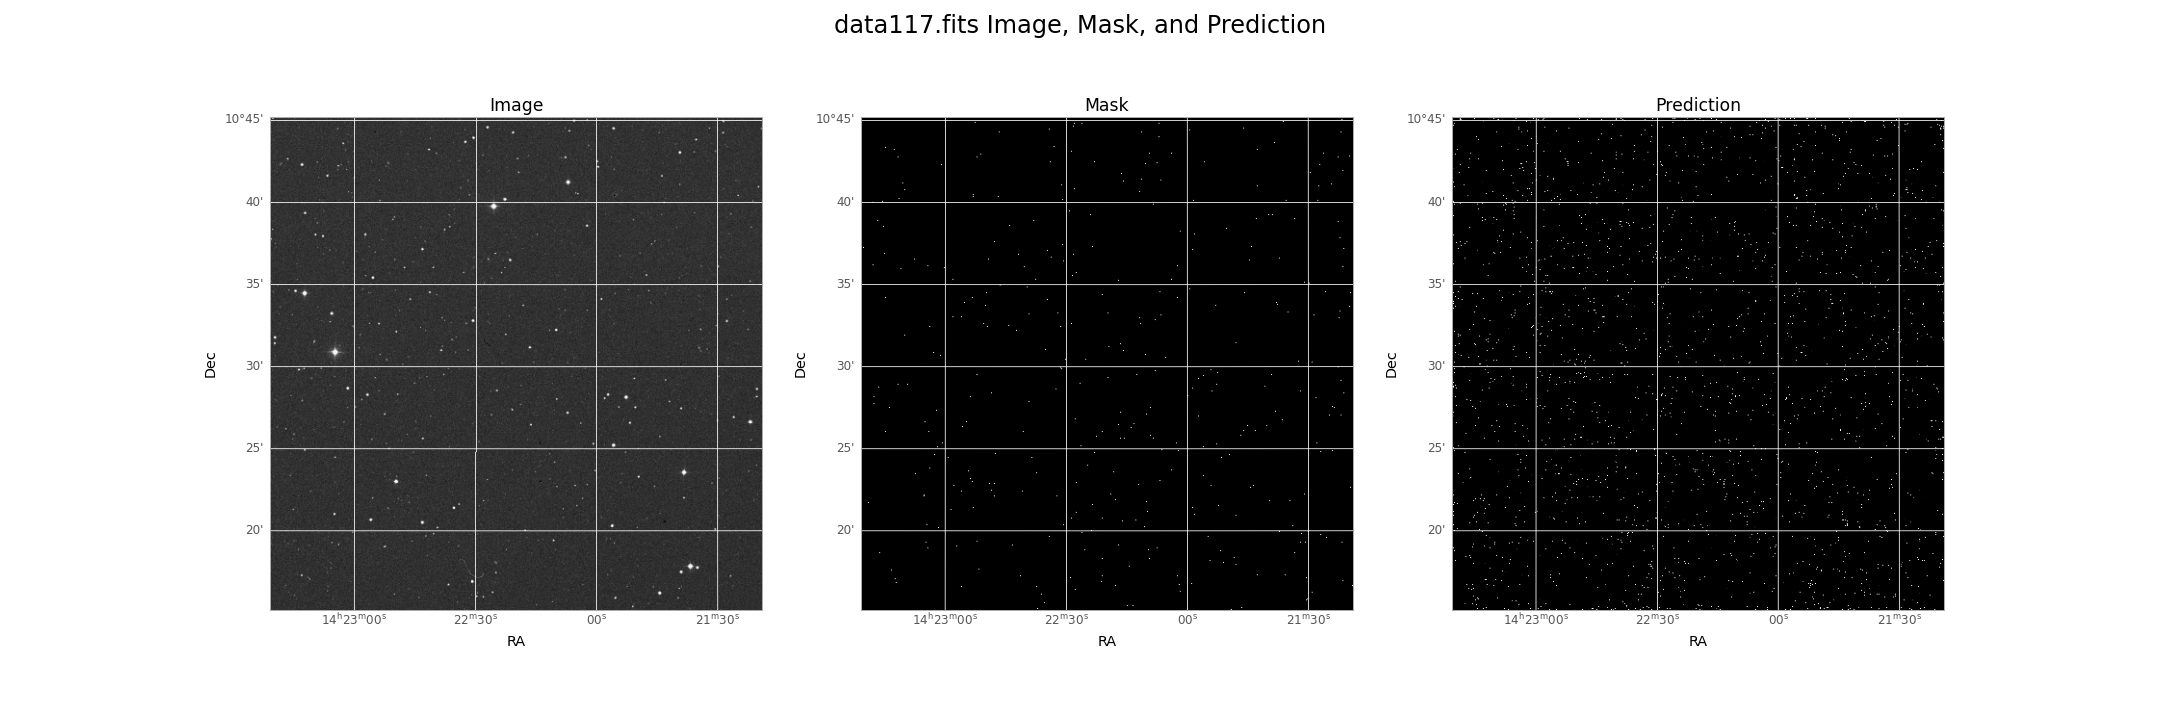 data117.fits Image, Mask, and Prediction
Image
10°45'
40'
35'
30'
25'
20'
Dec
14ʰ23ᵐ00ˢ
22ᵐ30ˢ
00ˢ
21ᵐ30ˢ
RA
Mask
10°45'
40'
35'
30'
25'
20'
Dec
14ʰ23ᵐ00ˢ
22ᵐ30ˢ
00ˢ
21ᵐ30ˢ
RA
Prediction
10°45'
40'
35'
30'
25'
20'
Dec
14ʰ23ᵐ00ˢ
22ᵐ30ˢ
00ˢ
21ᵐ30ˢ
RA